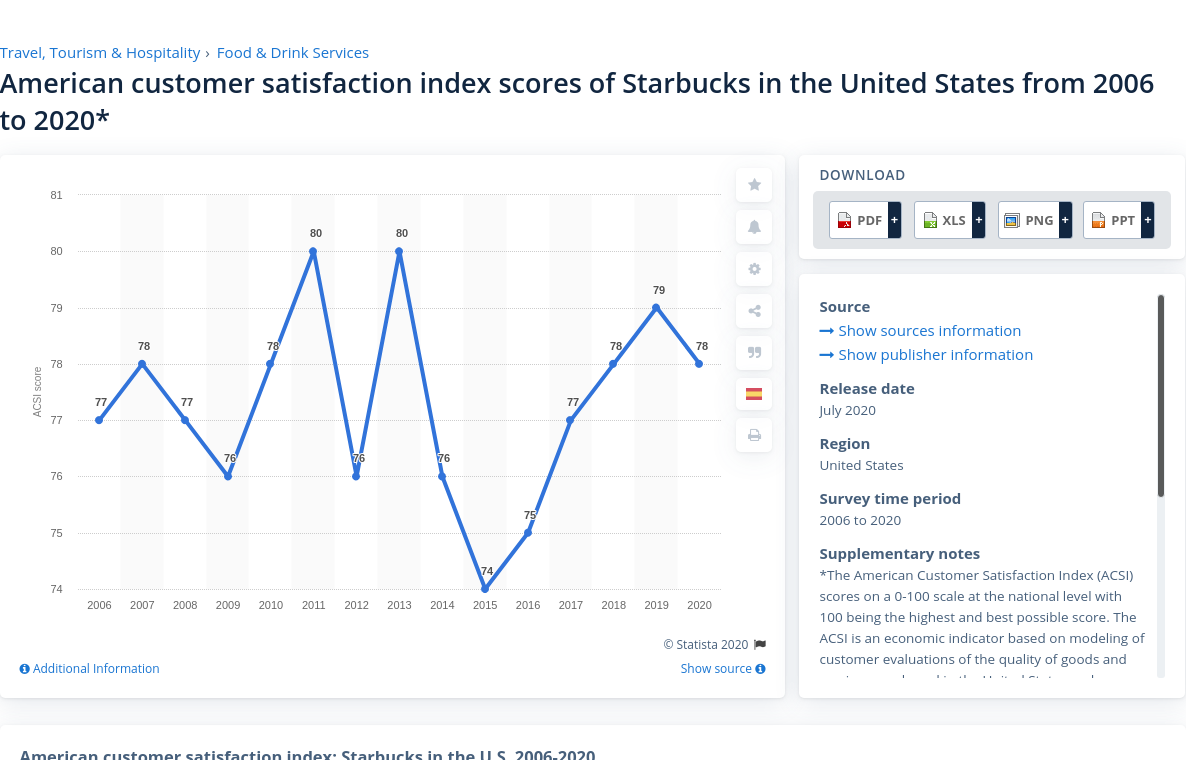 Travel, Tourism & Hospitality › Food & Drink Services
American customer satisfaction index scores of Starbucks in the United States from 2006
to 2020*
81
80
79
78
77
76
75
74
ACSI score
77
78
77
76
78
80
76
80
76
74
75
77
78
79
78
2006 2007 2008 2009 2010 2011 2012 2013 2014 2015 2016 2017 2018 2019 2020
© Statista 2020
Additional Information
Show source
DOWNLOAD
PDF + XLS + PNG + PPT +
Source
Show sources information
Show publisher information
Release date
July 2020
Region
United States
Survey time period
2006 to 2020
Supplementary notes
*The American Customer Satisfaction Index (ACSI)
scores on a 0-100 scale at the national level with
100 being the highest and best possible score. The
ACSI is an economic indicator based on modeling of
customer evaluations of the quality of goods and
American customer satisfaction index: Starbucks in the U.S. 2006-2020